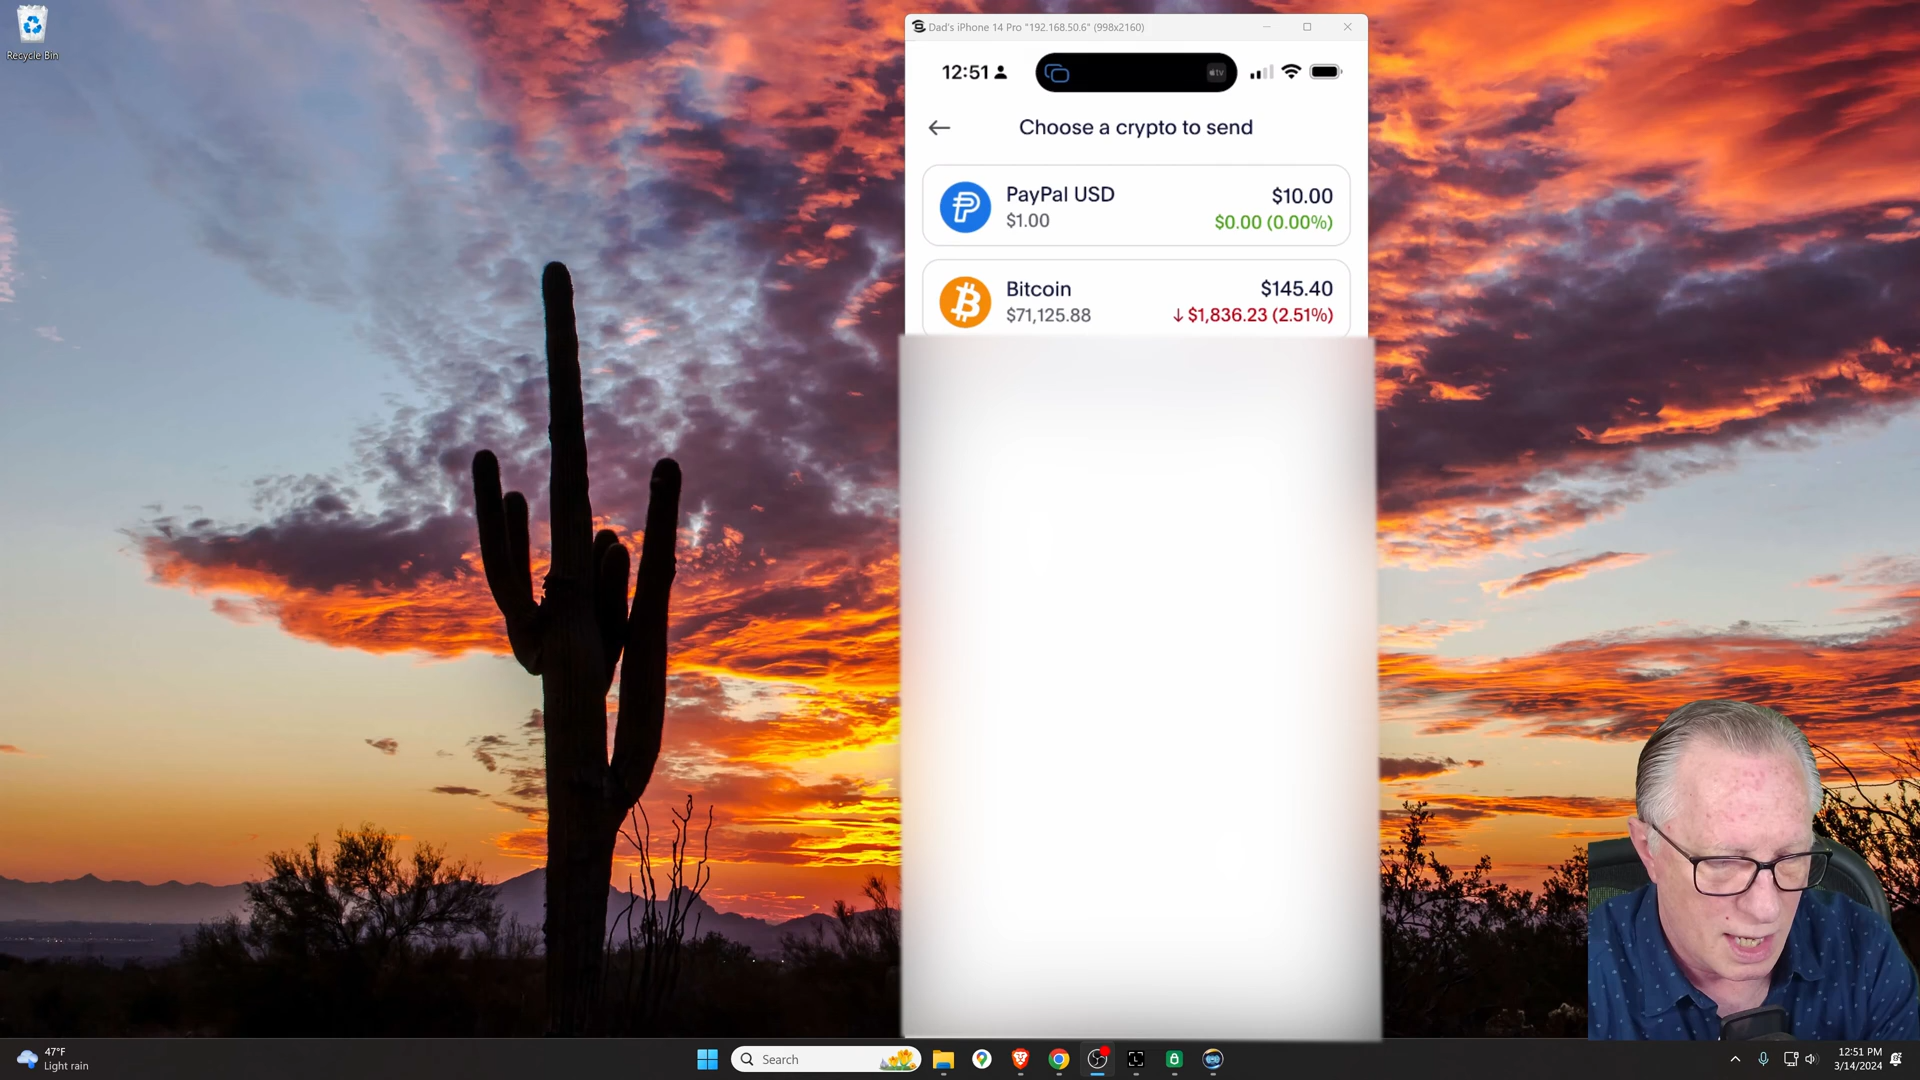 Recycle Bin
Dad's iPhone 14 Pro "192.168.50.6" (998x2160)
12:51
tv
Choose a crypto to send
PayPal USD
$10.00
$1.00
$0.00 (0.00%)
Bitcoin
$145.40
$71,125.88
↓ $1,836.23 (2.51%)
47°F
Light rain
Search
L
12:51 PM
3/14/2024